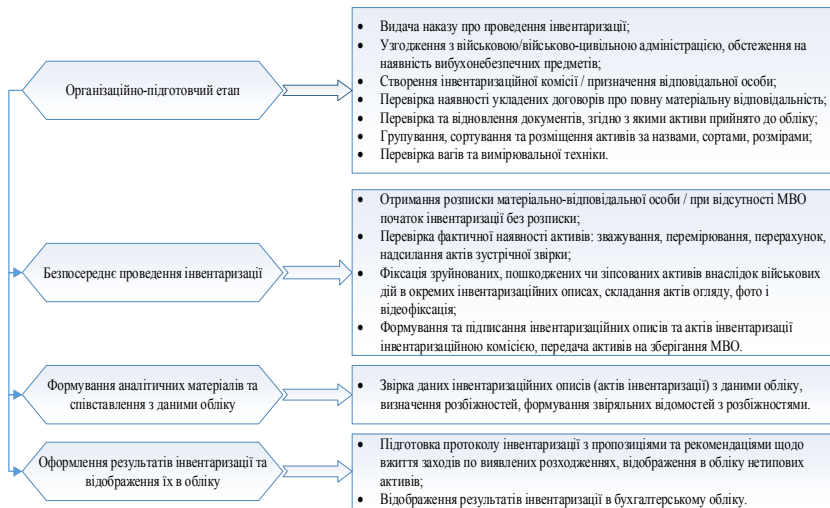 Організаційно-підготовчий етап
• Видача наказу про проведення інвентаризації;
• Узгодження з військовою/військово-цивільною адміністрацією, обстеження на
наявність вибухонебезпечних предметів;
• Створення інвентаризаційної комісії / призначення відповідальної особи;
• Перевірка наявності укладених договорів про повну матеріальну відповідальність;
• Перевірка та відновлення документів, згідно з якими активи прийнято до обліку;
• Групування, сортування та розміщення активів за назвами, сортами, розмірами;
• Перевірка вагів та вимірювальної техніки.
Безпосереднє проведення інвентаризації
• Отримання розписки матеріально-відповідальної особи / при відсутності МВО
початок інвентаризації без розписки;
• Перевірка фактичної наявності активів: зважування, перемірювання, перерахунок,
надсилання актів зустрічної звірки;
• Фіксація зруйнованих, пошкоджених чи зіпсованих активів внаслідок військових
дій в окремих інвентаризаційних описах, складання актів огляду, фото і
відеофіксація;
• Формування та підписання інвентаризаційних описів та актів інвентаризації
інвентаризаційною комісією, передача активів на зберігання МВО.
Формування аналітичних матеріалів та
співставлення з даними обліку
• Звірка даних інвентаризаційних описів (актів інвентаризації) з даними обліку,
визначення розбіжностей, формування звіряльних відомостей з розбіжностями.
Оформлення результатів інвентаризації та
відображення їх в обліку
• Підготовка протоколу інвентаризації з пропозиціями та рекомендаціями щодо
вжиття заходів по виявлених розходженнях, відображення в обліку нетипових
активів;
• Відображення результатів інвентаризації в бухгалтерському обліку.